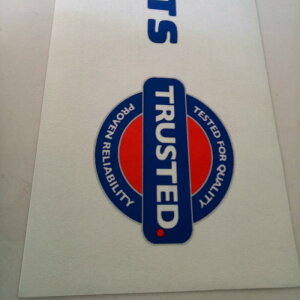 TS
TESTED FOR QUALITY
TRUSTED.
PROVEN RELIABILITY